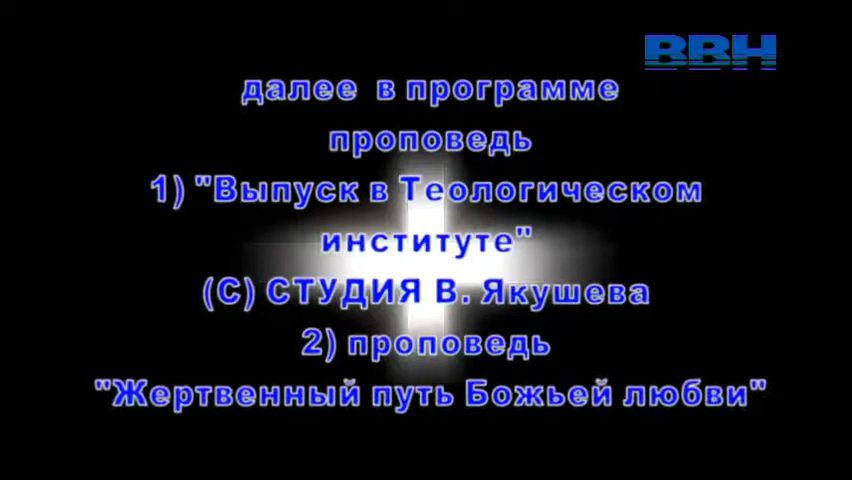 ВВН
далее в программе
проповедь
1) "Выпуск в Теологическом
институте"
(С) СТУДИЯ В. Якушева
2) проповедь
"Жертвенный путь Божьей любви"